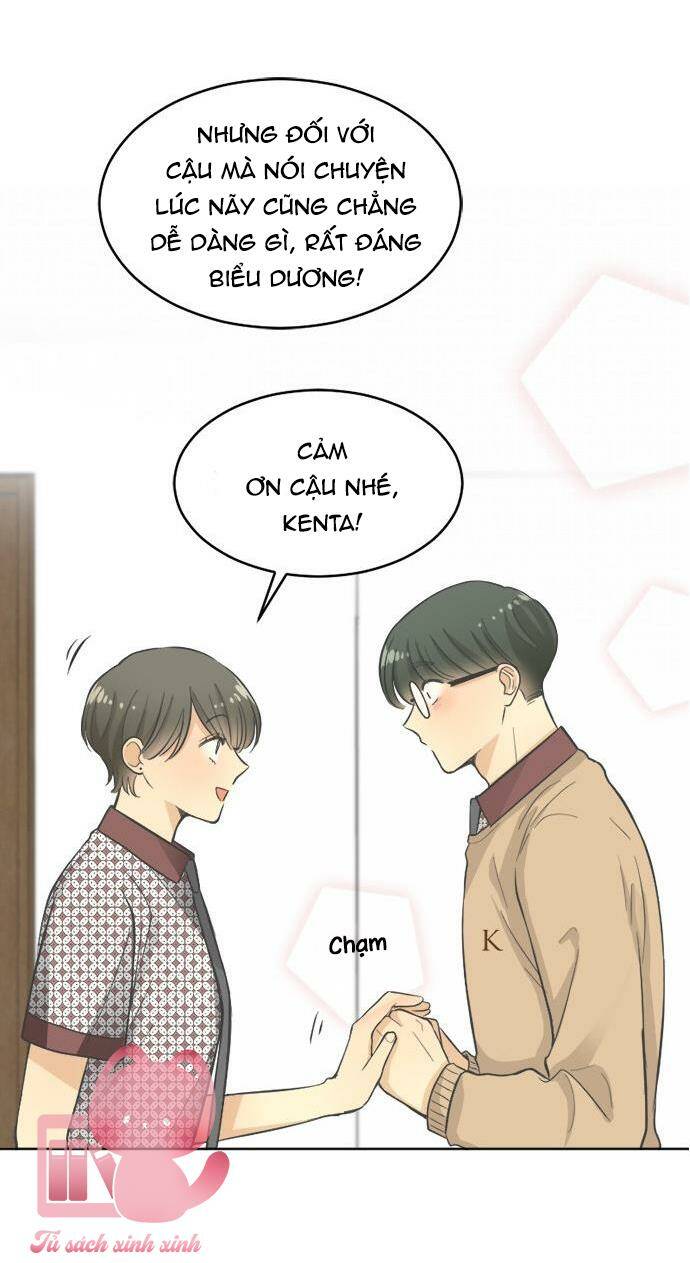 NHƯNG ĐỐI VỚI
CẬU MÀ NÓI CHUYỆN
LÚC NÃY CŨNG CHẲNG
DỄ DÀNG GÌ, RẤT ĐÁNG
BIỂU DƯƠNG!
CẢM
ƠN CẬU NHÉ,
KENTA!
Chạm
K
Tủ sách xinh xinh